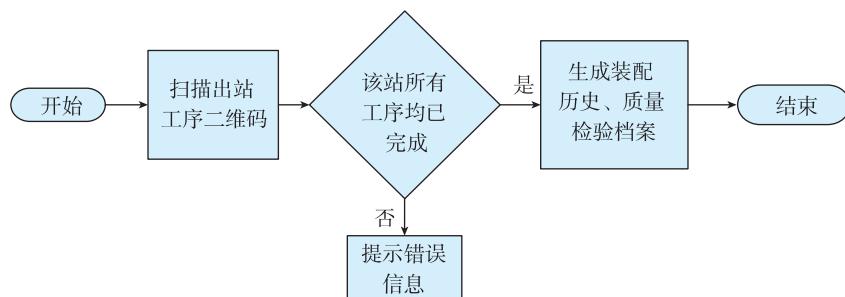 开始
扫描出站
工序二维码
该站所有
工序均已
完成
是
生成装配
历史、质量
检验档案
结束
否
提示错误
信息